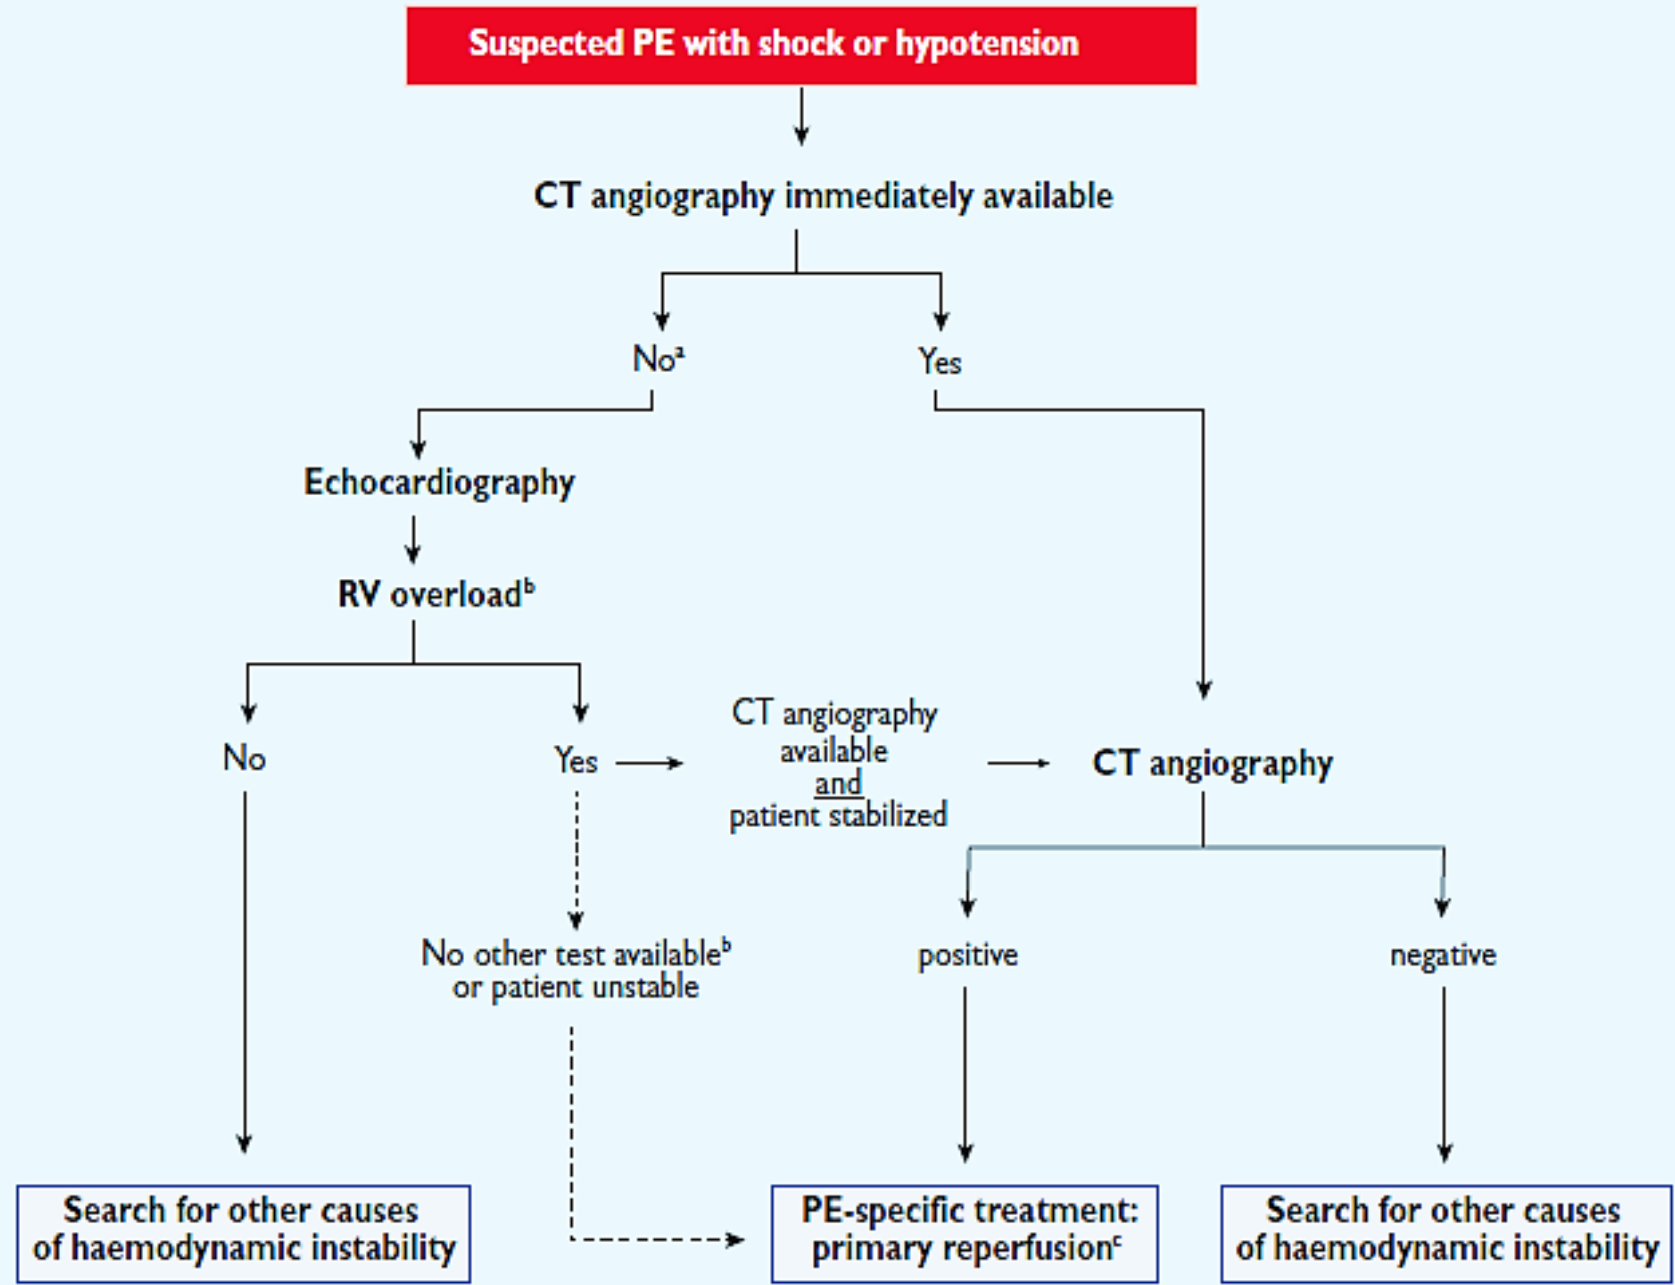 Suspected PE with shock or hypotension
CT angiography immediately available
Noᵃ
Yes
Echocardiography
RV overloadᵇ
No
Yes
CT angiography
available
and
patient stabilized
CT angiography
No other test availableᵇ
or patient unstable
positive
negative
Search for other causes
of haemodynamic instability
PE-specific treatment:
primary reperfusionᶜ
Search for other causes
of haemodynamic instability